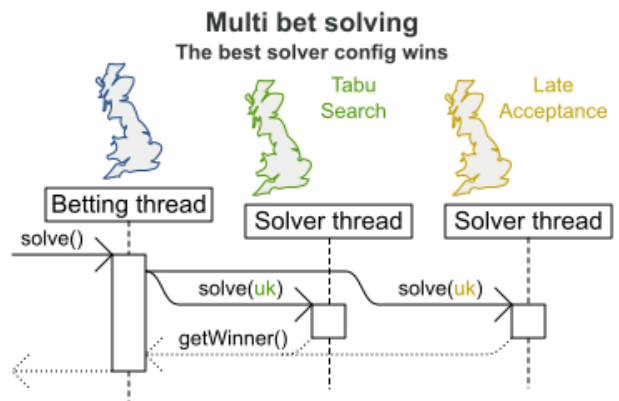 Multi bet solving
The best solver config wins
Tabu
Search
Late
Acceptance
Betting thread
Solver thread
Solver thread
solve()
solve(uk)
solve(uk)
getWinner()